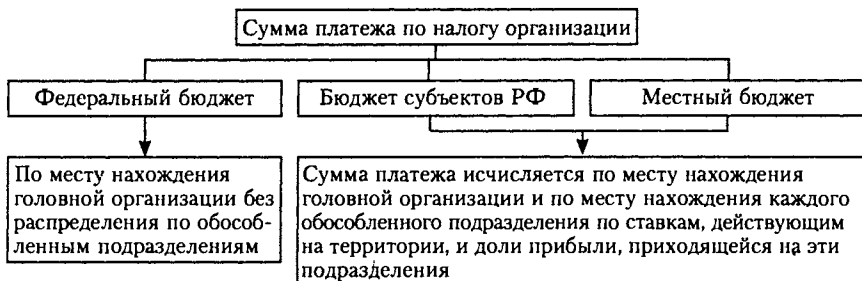 Сумма платежа по налогу организации
Федеральный бюджет
Бюджет субъектов РФ
Местный бюджет
По месту нахождения
головной организации без
распределения по обособ-
ленным подразделениям
Сумма платежа исчисляется по месту нахождения
головной организации и по месту нахождения каждого
обособленного подразделения по ставкам, действующим
на территории, и доли прибыли, приходящейся на эти
подразделения